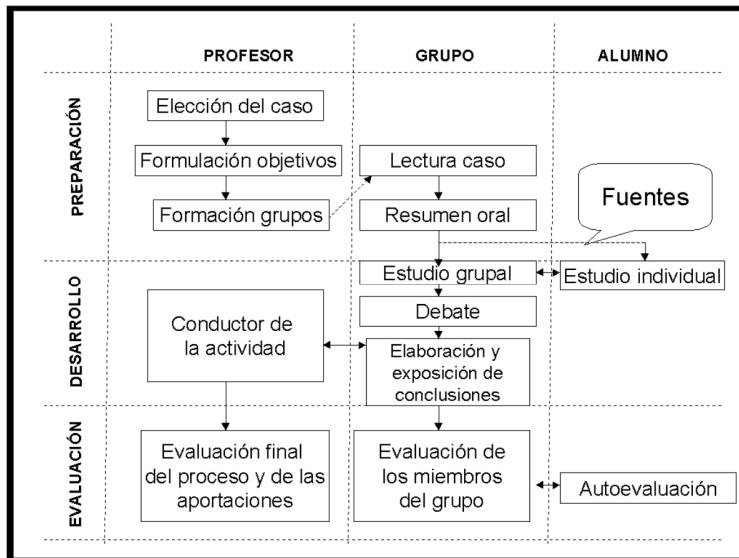 PROFESOR
GRUPO
ALUMNO
PREPARACIÓN
Elección del caso
Formulación objetivos
Formación grupos
Lectura caso
Resumen oral
Fuentes
DESARROLLO
Estudio grupal
Estudio individual
Debate
Conductor de
la actividad
Elaboración y
exposición de
conclusiones
EVALUACIÓN
Evaluación final
del proceso y de las
aportaciones
Evaluación de
los miembros
del grupo
Autoevaluación